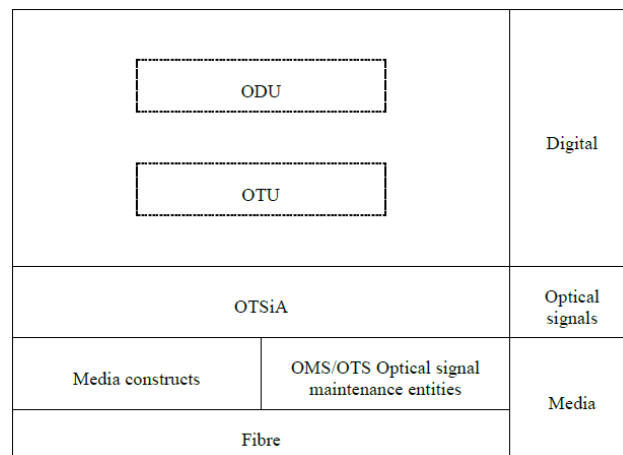 ODU
Digital
OTU
OTSiA
Optical
signals
Media constructs
OMS/OTS Optical signal
maintenance entities
Media
Fibre